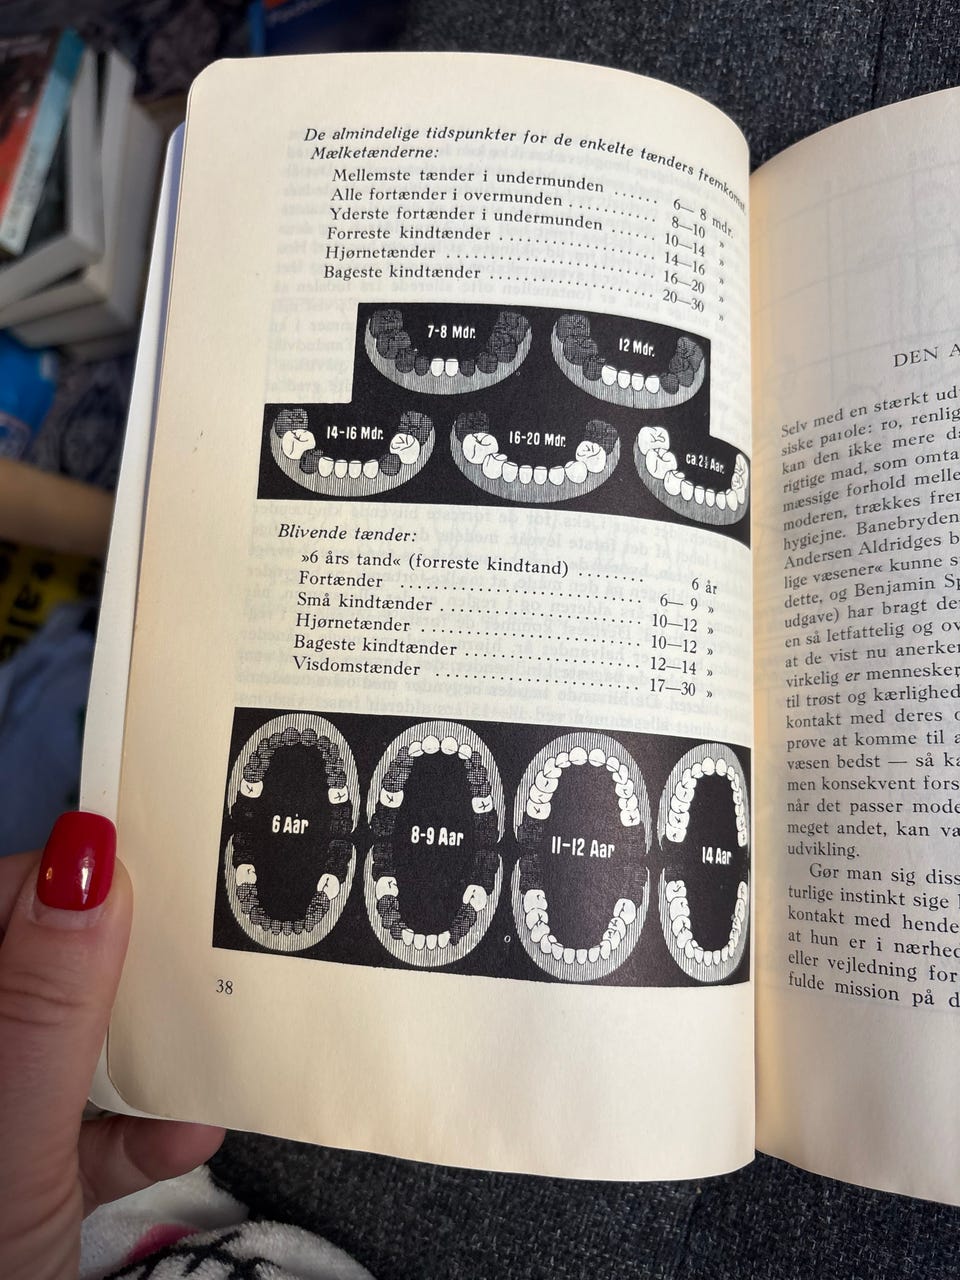 De almindelige tidspunkter for de enkelte tænders fremkomst.
Mælketænderne:
Mellemste tænder i undermunden ...... 6— 8 mdr.
Alle fortænder i overmunden .......... 8—10 »
Yderste fortænder i undermunden ...... 10—14 »
Forreste kindtænder .................. 14—16 »
Hjørnetænder ......................... 16—20 »
Bageste kindtænder ................... 20—30 »
7-8 Mdr.
12 Mdr.
14-16 Mdr.
16-20 Mdr.
ca. 2½ Aar.
Blivende tænder:
»6 års tand« (forreste kindtand) ........ 6 år
Fortænder ............................ 6— 9 »
Små kindtænder ....................... 10—12 »
Hjørnetænder ......................... 10—12 »
Bageste kindtænder ................... 12—14 »
Visdomstænder ........................ 17—30 »
6 Aar
8-9 Aar
11-12 Aar
14 Aar
38
DEN A
Selv med en stærkt ud
siske parole: ro, renlig
kan den ikke mere d
rigtige mad, som omta
mæssige forhold melle
moderen, trækkes fre
hygiejne. Banebryden
Andersen Aldridges b
lige væsener« kunne s
dette, og Benjamin Sp
udgave) har bragt de
en så letfattelig og ov
at de vist nu anerke
virkelig er mennesker
til trøst og kærlighed
kontakt med deres o
prøve at komme til a
væsen bedst — så ka
men konsekvent fors
når det passer mode
meget andet, kan væ
udvikling.
Gør man sig diss
turlige instinkt sige
kontakt med hende
at hun er i nærhed
eller vejledning for
fulde mission på d